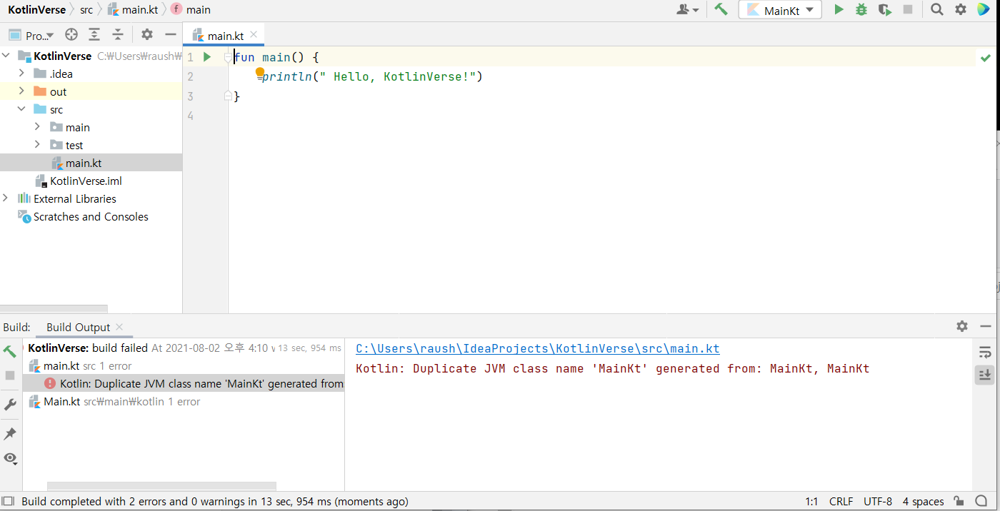 KotlinVerse src main.kt f main MainKt
Pro... main.kt
KotlinVerse C:\Users\raush\
.idea
out
src
main
test
main.kt
KotlinVerse.iml
External Libraries
Scratches and Consoles
1 fun main() {
2 println(" Hello, KotlinVerse!")
3 }
4
Build: Build Output
KotlinVerse: build failed At 2021-08-02 오후 4:10 13 sec, 954 ms
main.kt src 1 error
Kotlin: Duplicate JVM class name 'MainKt' generated from
Main.kt src\main\kotlin 1 error
C:\Users\raush\IdeaProjects\KotlinVerse\src\main.kt
Kotlin: Duplicate JVM class name 'MainKt' generated from: MainKt, MainKt
Build completed with 2 errors and 0 warnings in 13 sec, 954 ms (moments ago) 1:1 CRLF UTF-8 4 spaces